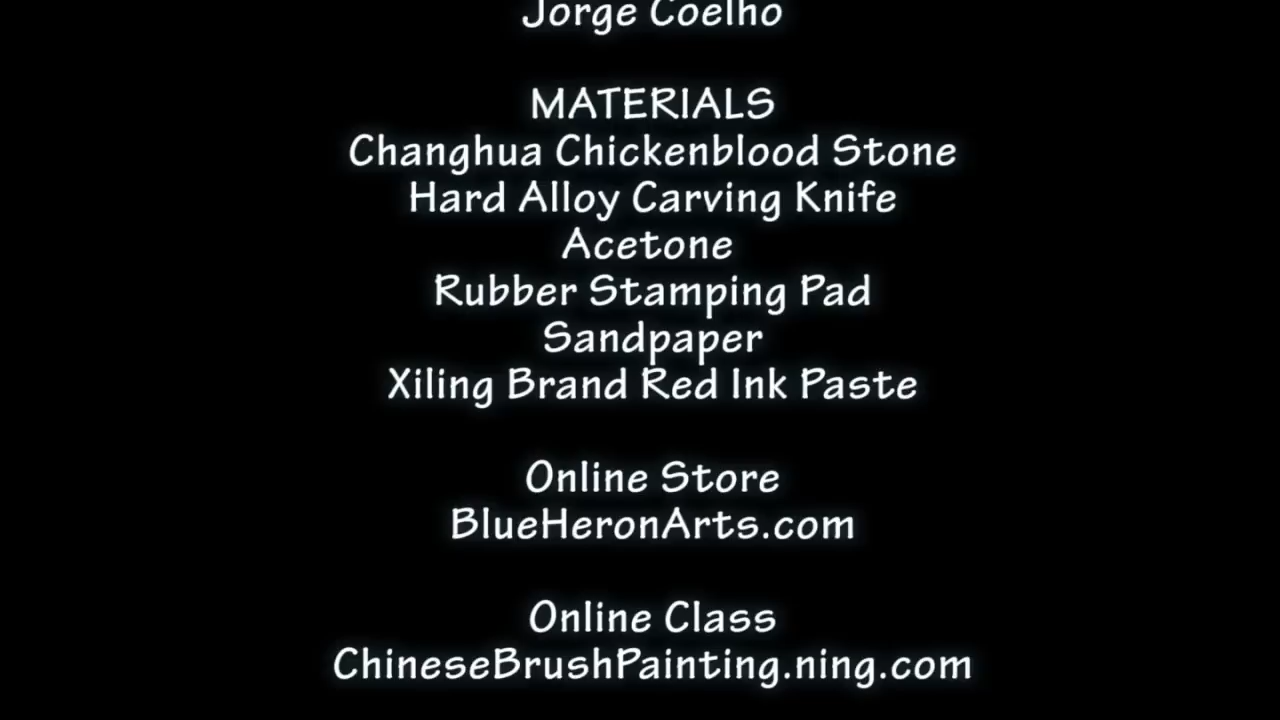 Jorge Coelho
MATERIALS
Changhua Chickenblood Stone
Hard Alloy Carving Knife
Acetone
Rubber Stamping Pad
Sandpaper
Xiling Brand Red Ink Paste
Online Store
BlueHeronArts.com
Online Class
ChineseBrushPainting.ning.com